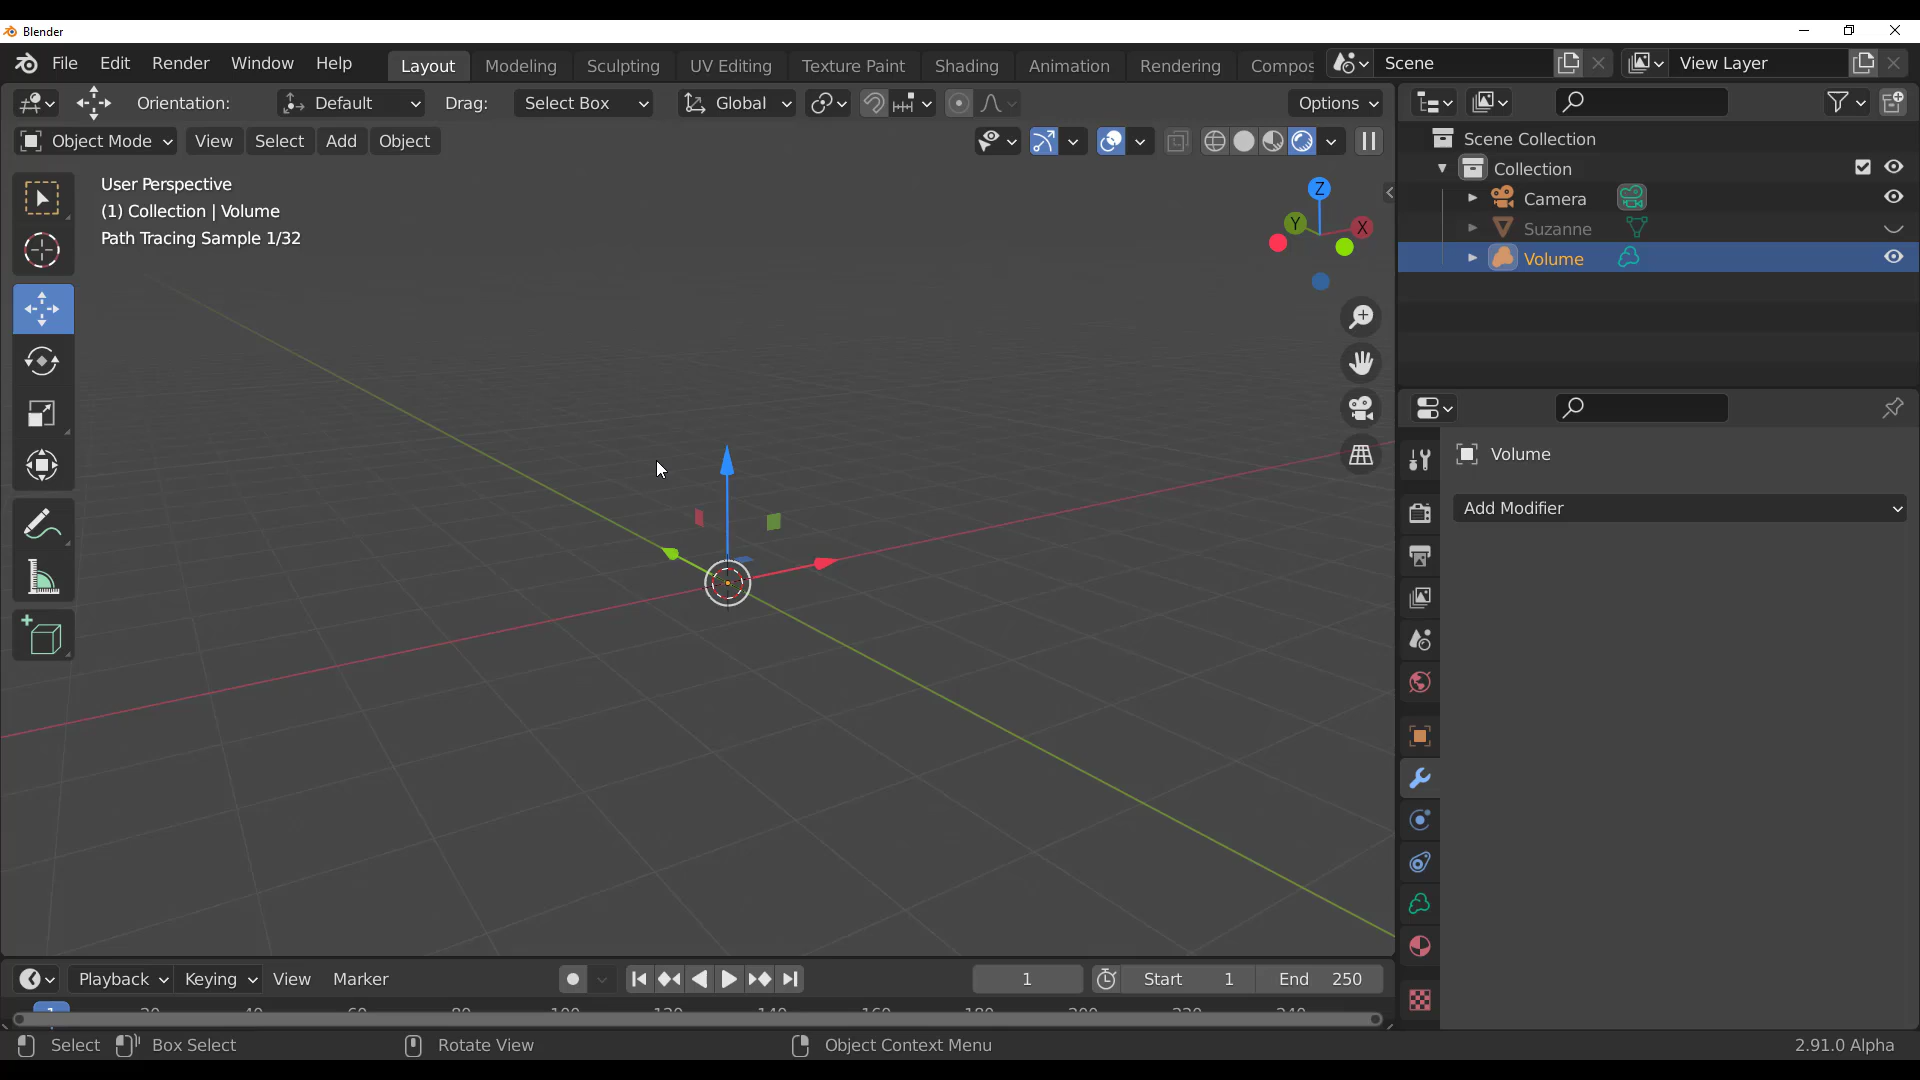 Blender
File Edit Render Window Help Layout Modeling Sculpting UV Editing Texture Paint Shading Animation Rendering Compos Scene View Layer
Orientation: Default Drag: Select Box Global Options
Object Mode View Select Add Object
User Perspective
(1) Collection | Volume
Path Tracing Sample 1/32
Z
Y
X
Scene Collection
Collection
Camera
Suzanne
Volume
Volume
Add Modifier
Playback Keying View Marker 1 Start 1 End 250
1
Select Box Select Rotate View Object Context Menu 2.91.0 Alpha